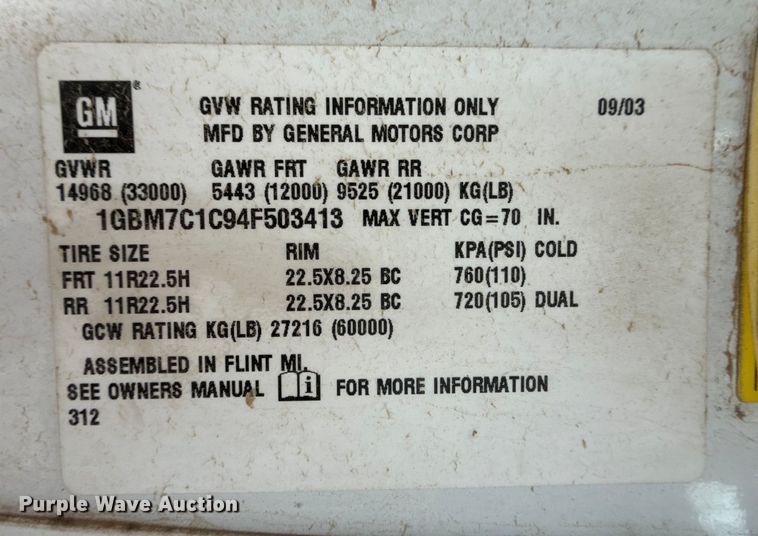 GM ®
GVW RATING INFORMATION ONLY 09/03
MFD BY GENERAL MOTORS CORP
GVWR GAWR FRT GAWR RR
14968 (33000) 5443 (12000) 9525 (21000) KG(LB)
1GBM7C1C94F503413 MAX VERT CG=70 IN.
TIRE SIZE RIM KPA(PSI) COLD
FRT 11R22.5H 22.5X8.25 BC 760(110)
RR 11R22.5H 22.5X8.25 BC 720(105) DUAL
GCW RATING KG(LB) 27216 (60000)
ASSEMBLED IN FLINT MI.
SEE OWNERS MANUAL i FOR MORE INFORMATION
312
Purple Wave Auction